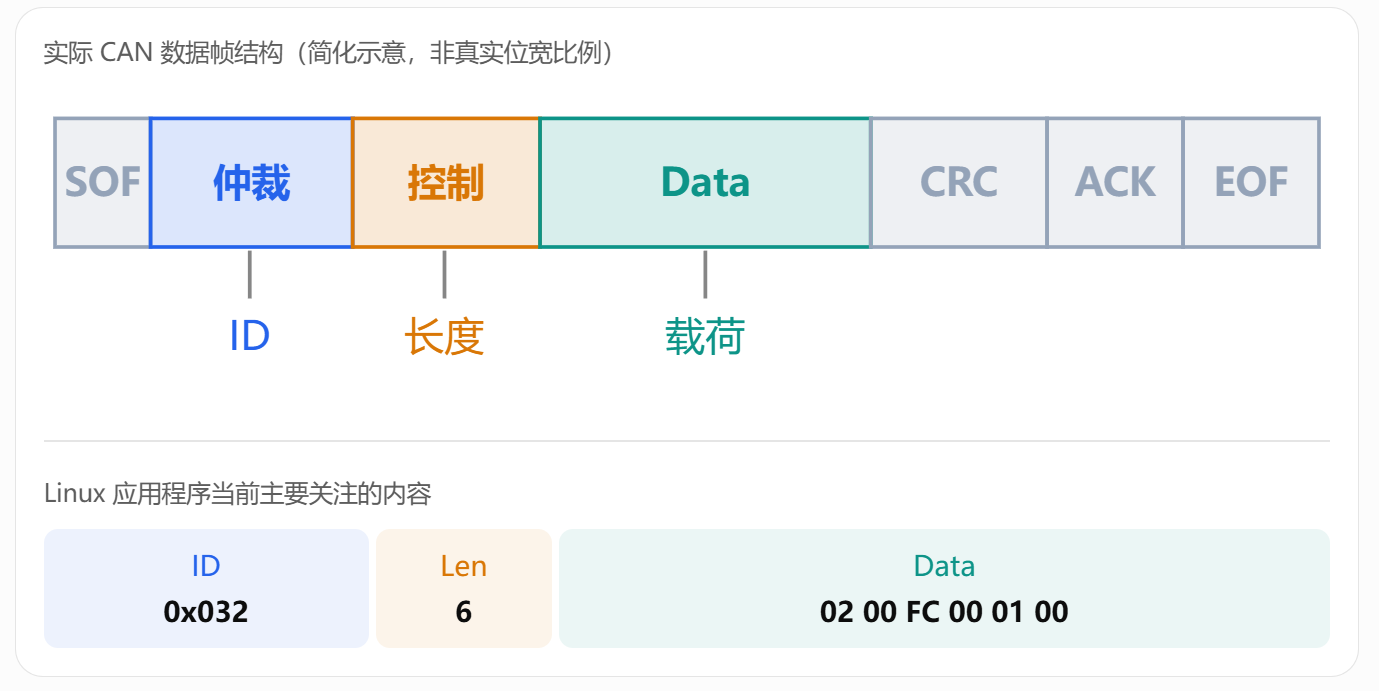 实际 CAN 数据帧结构（简化示意，非真实位宽比例）
SOF 仲裁 控制 Data CRC ACK EOF
ID 长度 载荷
Linux 应用程序当前主要关注的内容
ID Len Data
0x032 6 02 00 FC 00 01 00